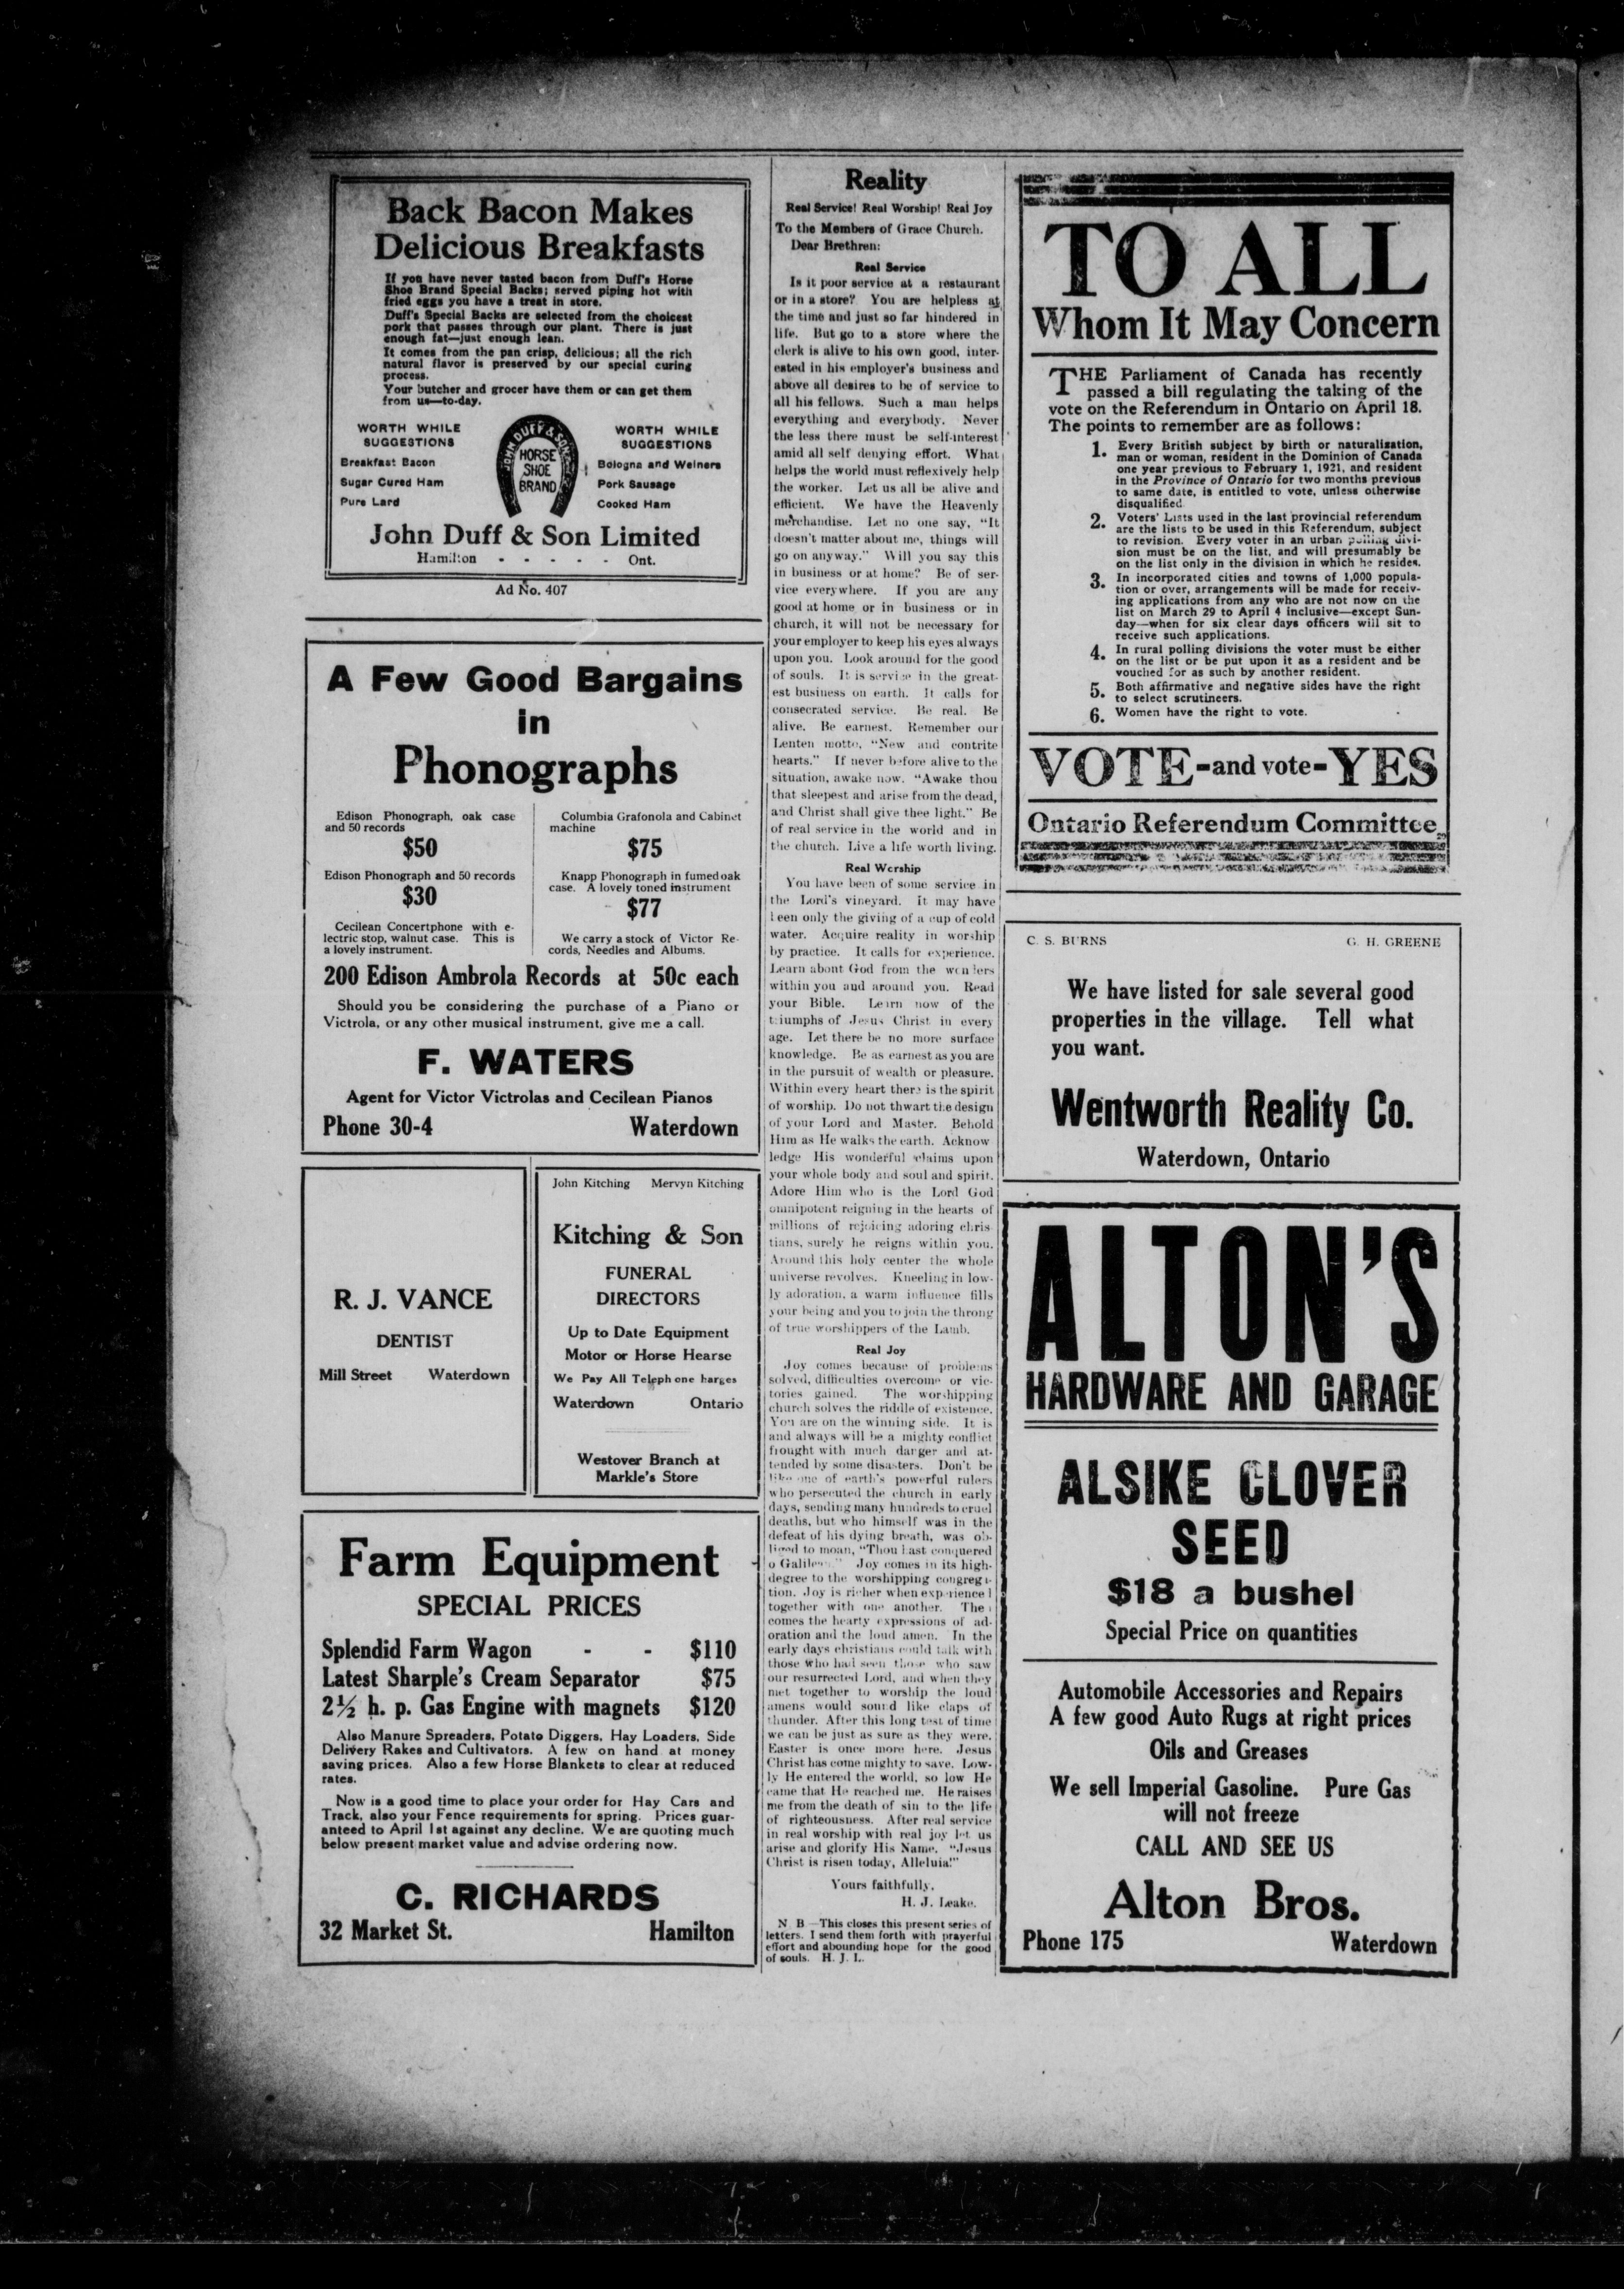 Back Bacon Makes
Delicious Breakfasts
If you have never tasted bacon from Duff's Horse
Shoe Brand Special Backs; served piping hot with
fried eggs you have a treat in store.
Duff's Special Backs are selected from the choicest
pork that passes through our plant. There is just
enough fat—just enough lean.
It comes from the pan crisp, delicious; all the rich
natural flavor is preserved by our special curing
process.
Your butcher and grocer have them or can get them
from us—to-day.
WORTH WHILE
SUGGESTIONS
Breakfast Bacon
Sugar Cured Ham
Pure Lard
JOHN DUFF & SON
HORSE
SHOE
BRAND
WORTH WHILE
SUGGESTIONS
Bologna and Weiners
Pork Sausage
Cooked Ham
John Duff & Son Limited
Hamilton - - - - - Ont.
Ad No. 407
A Few Good Bargains
in
Phonographs
Edison Phonograph, oak case
and 50 records
$50
Edison Phonograph and 50 records
$30
Cecilean Concertphone with e-
lectric stop, walnut case. This is
a lovely instrument.
Columbia Grafonola and Cabinet
machine
$75
Knapp Phonograph in fumed oak
case. A lovely toned instrument
$77
We carry a stock of Victor Re-
cords, Needles and Albums.
200 Edison Ambrola Records at 50c each
Should you be considering the purchase of a Piano or
Victrola, or any other musical instrument, give me a call.
F. WATERS
Agent for Victor Victrolas and Cecilean Pianos
Phone 30-4 Waterdown
R. J. VANCE
DENTIST
Mill Street Waterdown
John Kitching Mervyn Kitching
Kitching & Son
FUNERAL
DIRECTORS
Up to Date Equipment
Motor or Horse Hearse
We Pay All Telephone harges
Waterdown Ontario
Westover Branch at
Markle's Store
Farm Equipment
SPECIAL PRICES
Splendid Farm Wagon - - $110
Latest Sharple's Cream Separator $75
2½ h. p. Gas Engine with magnets $120
Also Manure Spreaders, Potato Diggers, Hay Loaders, Side
Delivery Rakes and Cultivators. A few on hand at money
saving prices. Also a few Horse Blankets to clear at reduced
rates.
Now is a good time to place your order for Hay Cars and
Track, also your Fence requirements for spring. Prices guar-
anteed to April 1st against any decline. We are quoting much
below present market value and advise ordering now.
C. RICHARDS
32 Market St. Hamilton
Reality
Real Service! Real Worship! Real Joy
To the Members of Grace Church.
Dear Brethren:
Real Service
Is it poor service at a restaurant
or in a store? You are helpless at
the time and just so far hindered in
life. But go to a store where the
clerk is alive to his own good, inter-
ested in his employer's business and
above all desires to be of service to
all his fellows. Such a man helps
everything and everybody. Never
the less there must be self-interest
amid all self denying effort. What
helps the world must reflexively help
the worker. Let us all be alive and
efficient. We have the Heavenly
merchandise. Let no one say, "It
doesn't matter about me, things will
go on anyway." Will you say this
in business or at home? Be of ser-
vice everywhere. If you are any
good at home or in business or in
church, it will not be necessary for
your employer to keep his eyes always
upon you. Look around for the good
of souls. It is service in the great-
est business on earth. It calls for
consecrated service. Be real. Be
alive. Be earnest. Remember our
Lenten motto, "New and contrite
hearts." If never before alive to the
situation, awake now. "Awake thou
that sleepest and arise from the dead,
and Christ shall give thee light." Be
of real service in the world and in
the church. Live a life worth living.
Real Worship
You have been of some service in
the Lord's vineyard. It may have
been only the giving of a cup of cold
water. Acquire reality in worship
by practice. It calls for experience.
Learn about God from the wonders
within you and around you. Read
your Bible. Learn now of the
triumphs of Jesus Christ in every
age. Let there be no more surface
knowledge. Be as earnest as you are
in the pursuit of wealth or pleasure.
Within every heart there is the spirit
of worship. Do not thwart the design
of your Lord and Master. Behold
Him as He walks the earth. Acknow
ledge His wonderful claims upon
your whole body and soul and spirit.
Adore Him who is the Lord God
omnipotent reigning in the hearts of
millions of rejoicing adoring chris-
tians, surely he reigns within you.
Around this holy center the whole
universe revolves. Kneeling in low-
ly adoration, a warm influence fills
your being and you to join the throng
of true worshippers of the Lamb.
Real Joy
Joy comes because of problems
solved, difficulties overcome or vic-
tories gained. The worshipping
church solves the riddle of existence.
You are on the winning side. It is
and always will be a mighty conflict
frought with much darger and at-
tended by some disasters. Don't be
like one of earth's powerful rulers
who persecuted the church in early
days, sending many hundreds to cruel
deaths, but who himself was in the
defeat of his dying breath, was ob-
liged to moan, "Thou hast conquered
o Galilean." Joy comes in its high-
degree to the worshipping congrega-
tion. Joy is richer when experienced
together with one another. The
comes the hearty expressions of ad-
oration and the loud amen. In the
early days christians could talk with
those who had seen those who saw
our resurrected Lord, and when they
met together to worship the loud
amens would sound like claps of
thunder. After this long test of time
we can be just as sure as they were.
Easter is once more here. Jesus
Christ has come mighty to save. Low-
ly He entered the world, so low He
came that He reached me. He raises
me from the death of sin to the life
of righteousness. After real service
in real worship with real joy let us
arise and glorify His Name. "Jesus
Christ is risen today, Alleluia!"
Yours faithfully,
H. J. Leake.
N B—This closes this present series of
letters. I send them forth with prayerful
effort and abounding hope for the good
of souls. H. J. L.
TO ALL
Whom It May Concern
THE Parliament of Canada has recently
passed a bill regulating the taking of the
vote on the Referendum in Ontario on April 18.
The points to remember are as follows:
1. Every British subject by birth or naturalization,
man or woman, resident in the Dominion of Canada
one year previous to February 1, 1921, and resident
in the Province of Ontario for two months previous
to same date, is entitled to vote, unless otherwise
disqualified.
2. Voters' Lists used in the last provincial referendum
are the lists to be used in this Referendum, subject
to revision. Every voter in an urban polling divi-
sion must be on the list, and will presumably be
on the list only in the division in which he resides.
3. In incorporated cities and towns of 1,000 popula-
tion or over, arrangements will be made for receiv-
ing applications from any who are not now on the
list on March 29 to April 4 inclusive—except Sun-
day—when for six clear days officers will sit to
receive such applications.
4. In rural polling divisions the voter must be either
on the list or be put upon it as a resident and be
vouched for as such by another resident.
5. Both affirmative and negative sides have the right
to select scrutineers.
6. Women have the right to vote.
VOTE-and vote-YES
Ontario Referendum Committee
C. S. BURNS G. H. GREENE
We have listed for sale several good
properties in the village. Tell what
you want.
Wentworth Reality Co.
Waterdown, Ontario
ALTON'S
HARDWARE AND GARAGE
ALSIKE CLOVER
SEED
$18 a bushel
Special Price on quantities
Automobile Accessories and Repairs
A few good Auto Rugs at right prices
Oils and Greases
We sell Imperial Gasoline. Pure Gas
will not freeze
CALL AND SEE US
Alton Bros.
Phone 175 Waterdown